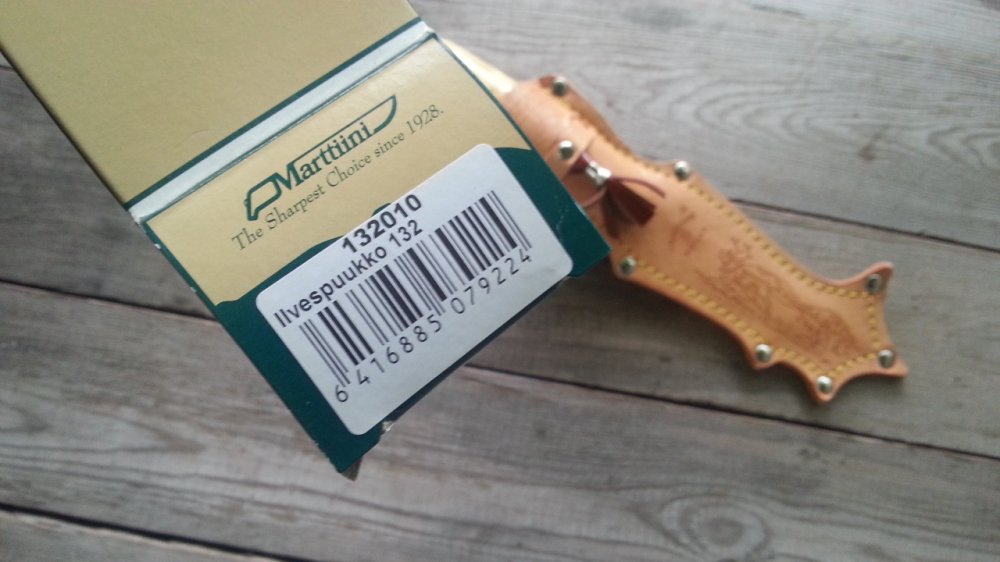 Marttiini
The Sharpest Choice since 1928.
132010
Ilvespuukko 132
6 416885 079224